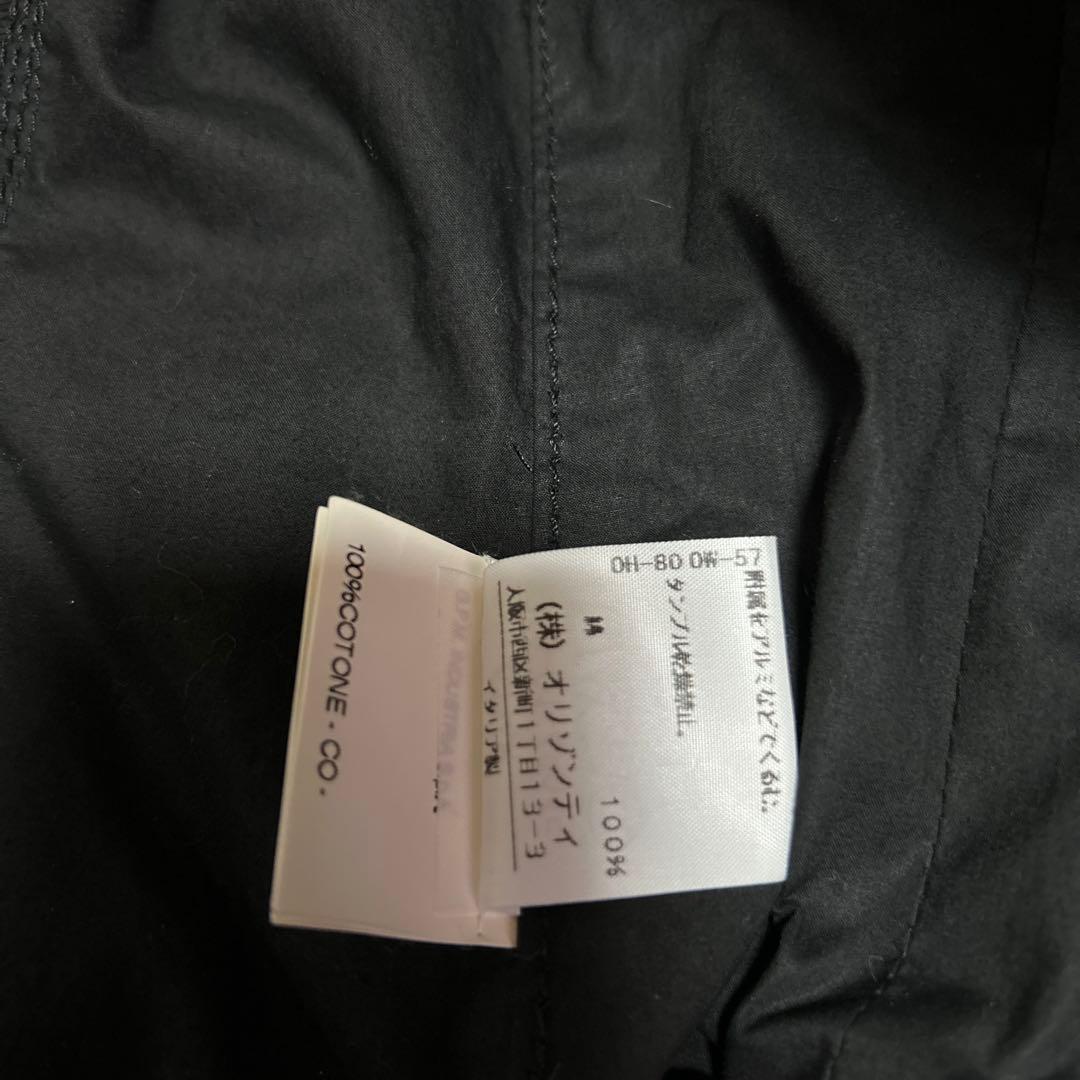 100%COTONE - CO.
OH-80 OW-57
附属をアルミなどでくるむ。
タンブル乾燥禁止。
綿 100%
(株) オリゾンティ
大阪市西区新町1丁目13-3
イタリア製